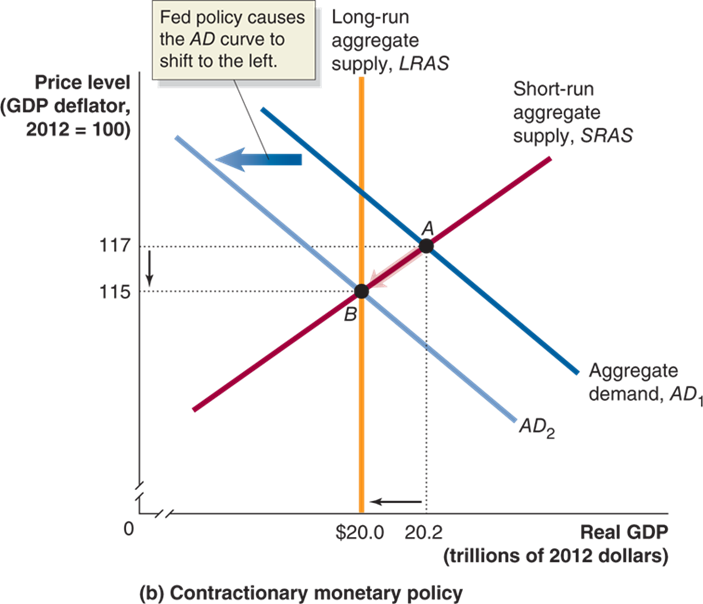 Fed policy causes
the AD curve to
shift to the left.
Long-run
aggregate
supply, LRAS
Price level
(GDP deflator,
2012 = 100)
Short-run
aggregate
supply, SRAS
A
117
115
B
Aggregate
demand, AD1
AD2
0
$20.0
20.2
Real GDP
(trillions of 2012 dollars)
(b) Contractionary monetary policy